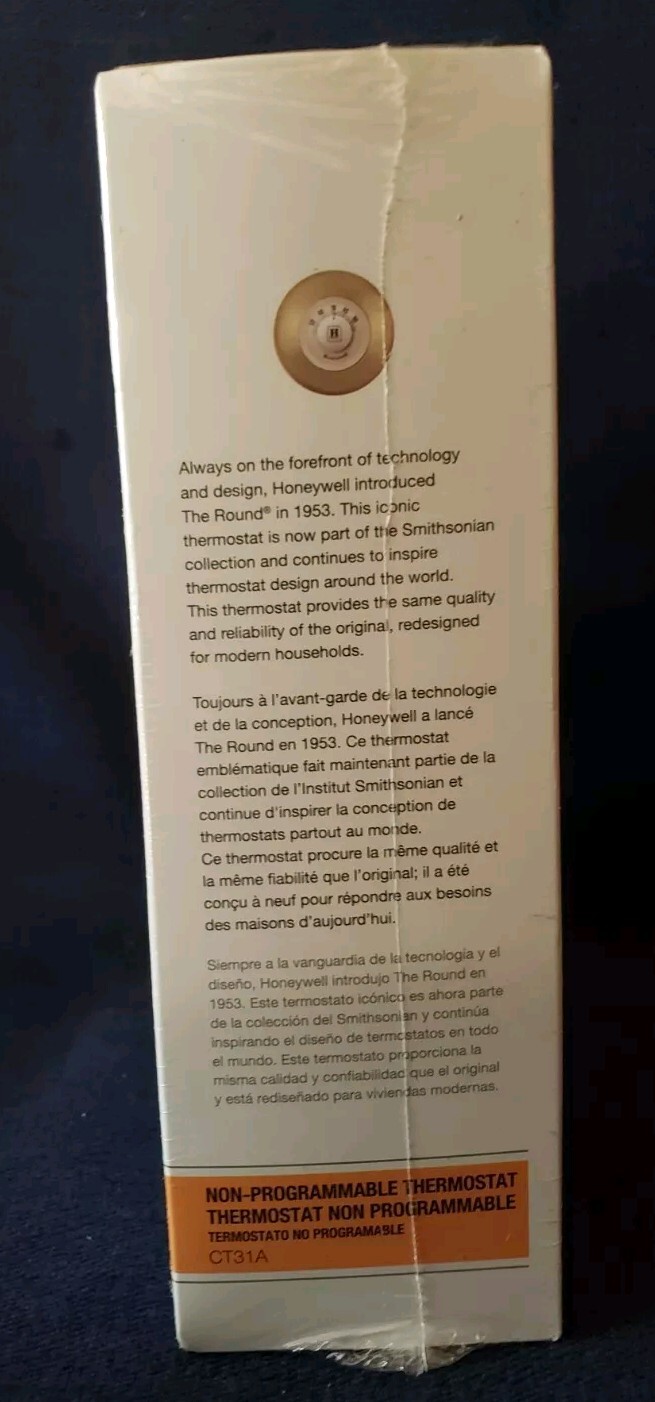 H
Always on the forefront of technology
and design, Honeywell introduced
The Round® in 1953. This iconic
thermostat is now part of the Smithsonian
collection and continues to inspire
thermostat design around the world.
This thermostat provides the same quality
and reliability of the original, redesigned
for modern households.
Toujours à l'avant-garde de la technologie
et de la conception, Honeywell a lancé
The Round en 1953. Ce thermostat
emblématique fait maintenant partie de la
collection de l'Institut Smithsonian et
continue d'inspirer la conception de
thermostats partout au monde.
Ce thermostat procure la même qualité et
la même fiabilité que l'original; il a été
conçu à neuf pour répondre aux besoins
des maisons d'aujourd'hui.
Siempre a la vanguardia de la tecnología y el
diseño, Honeywell introdujo The Round en
1953. Este termostato icónico es ahora parte
de la colección del Smithsonian y continúa
inspirando el diseño de termostatos en todo
el mundo. Este termostato proporciona la
misma calidad y confiabilidad que el original
y está rediseñado para viviendas modernas.
NON-PROGRAMMABLE THERMOSTAT
THERMOSTAT NON PROGRAMMABLE
TERMOSTATO NO PROGRAMABLE
CT31A